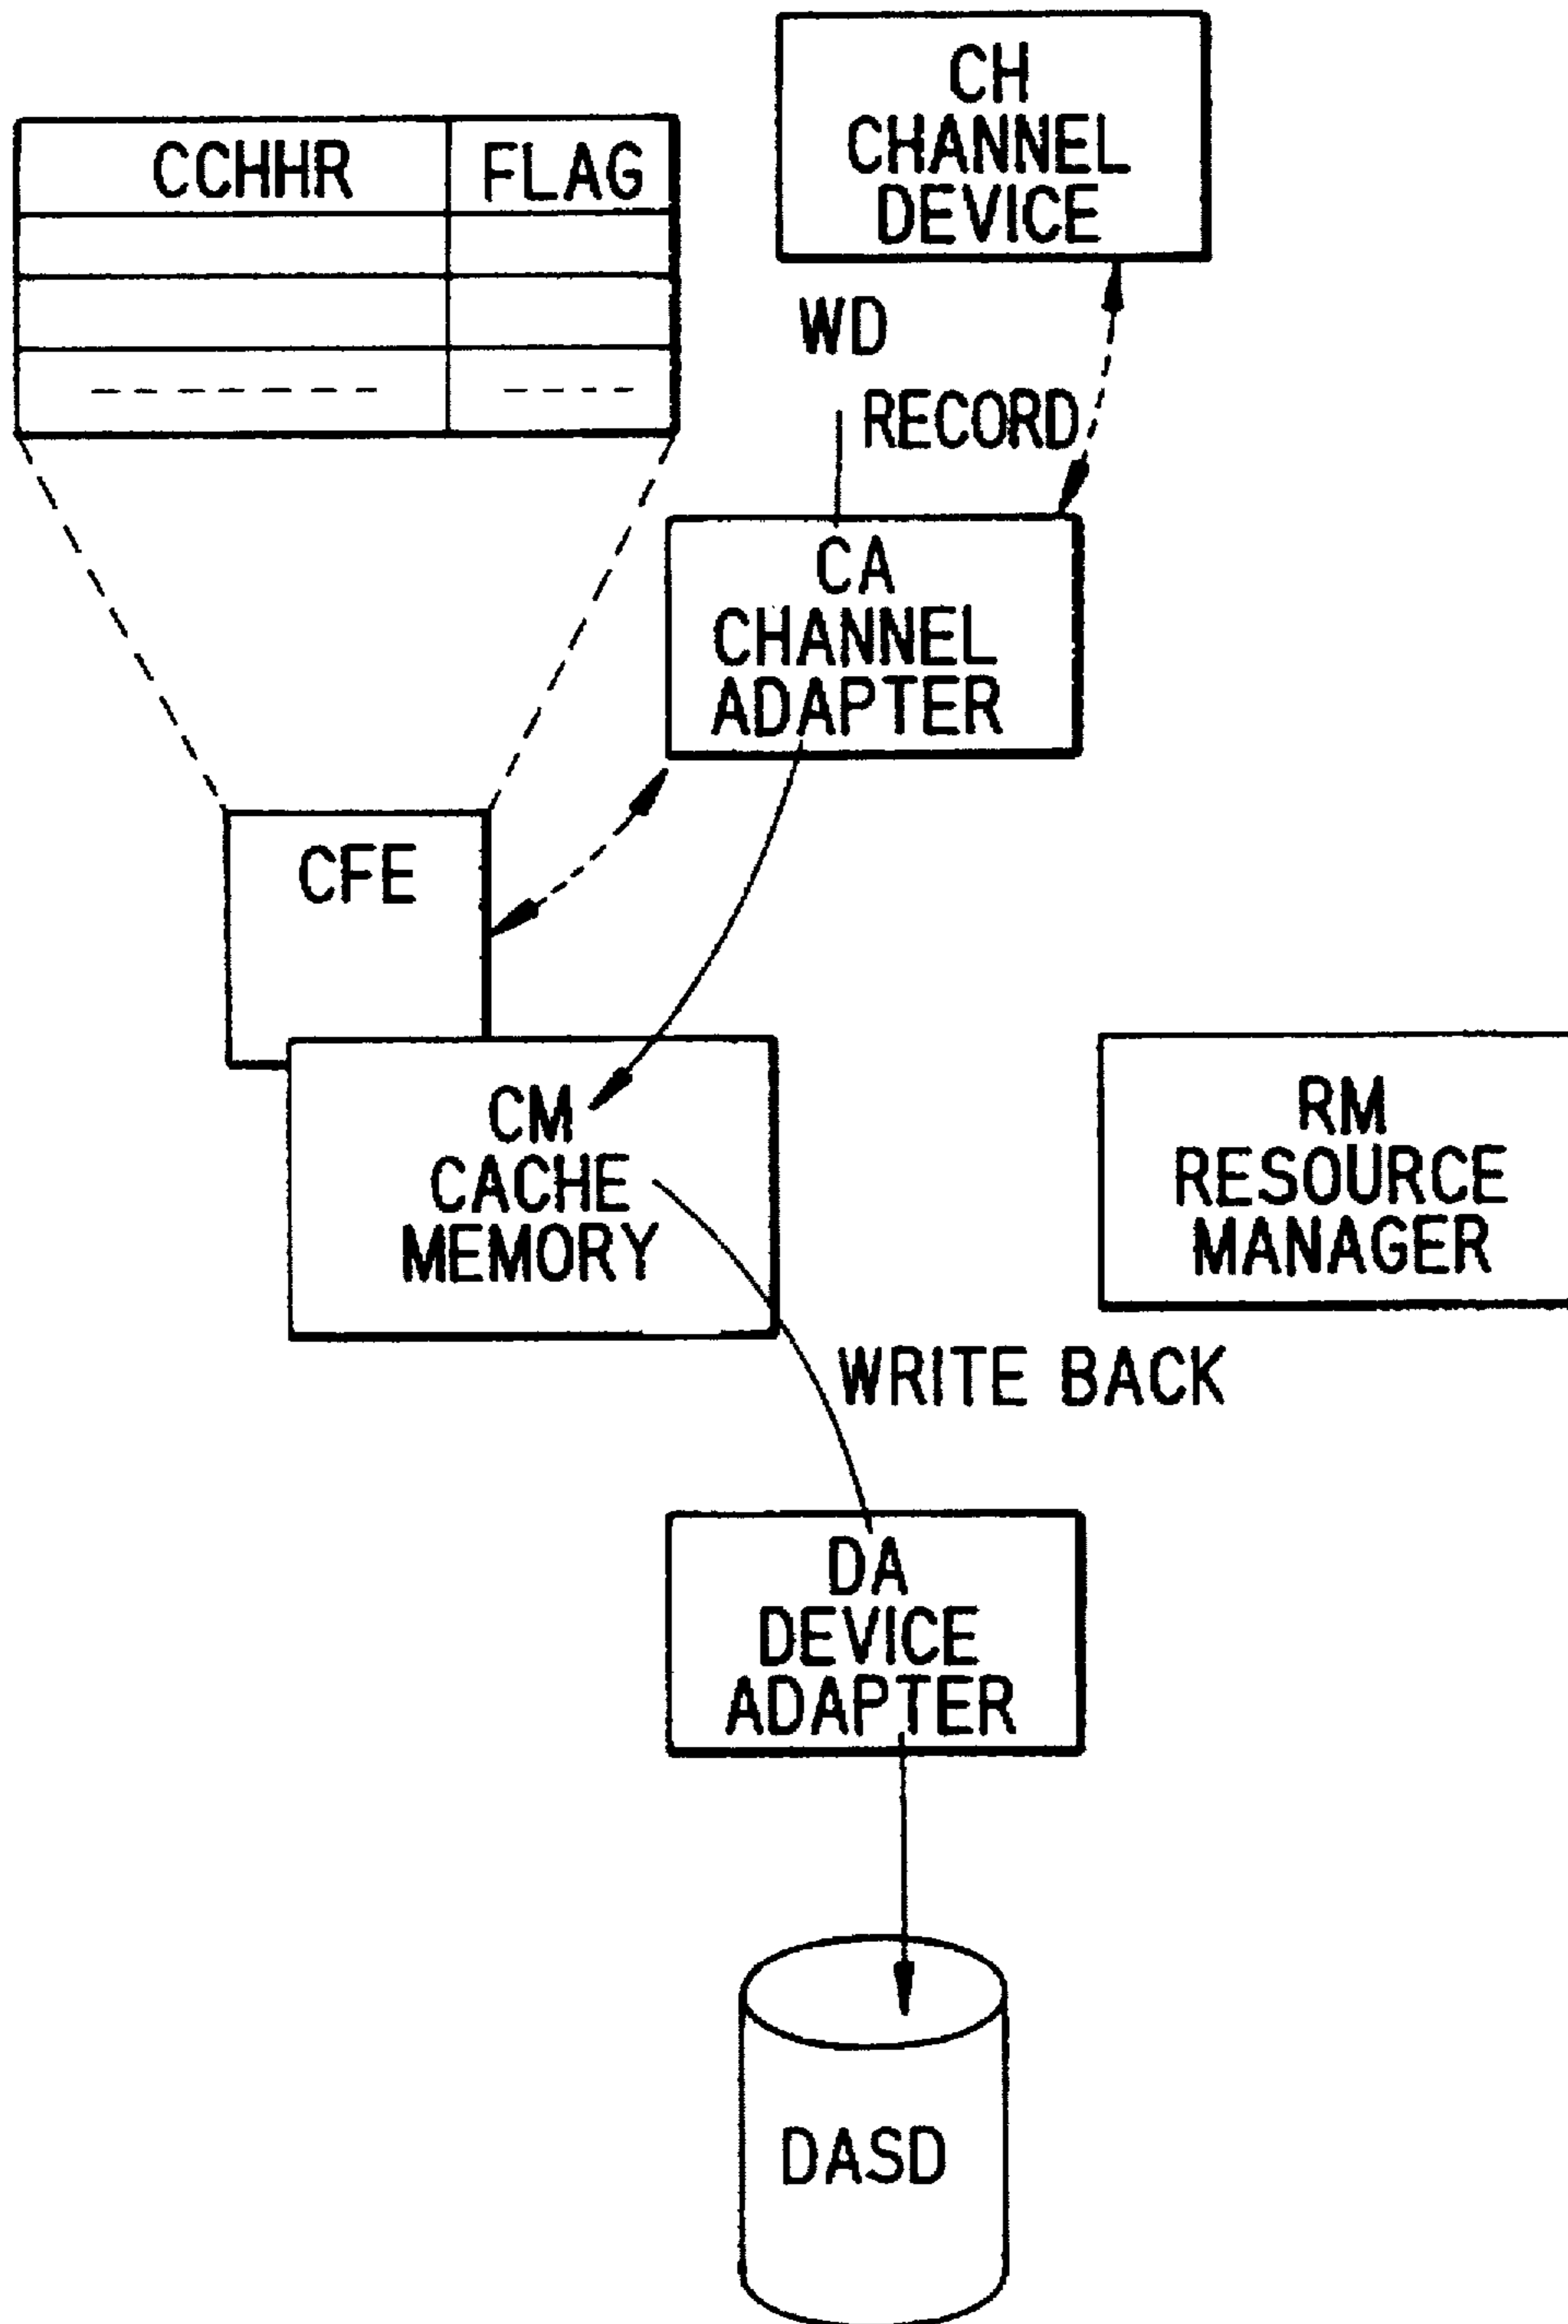 CH
CHANNEL
DEVICE
CCHHR FLAG
WD
RECORD
CA
CHANNEL
ADAPTER
CFE
CM
CACHE
MEMORY
RM
RESOURCE
MANAGER
WRITE BACK
DA
DEVICE
ADAPTER
DASD